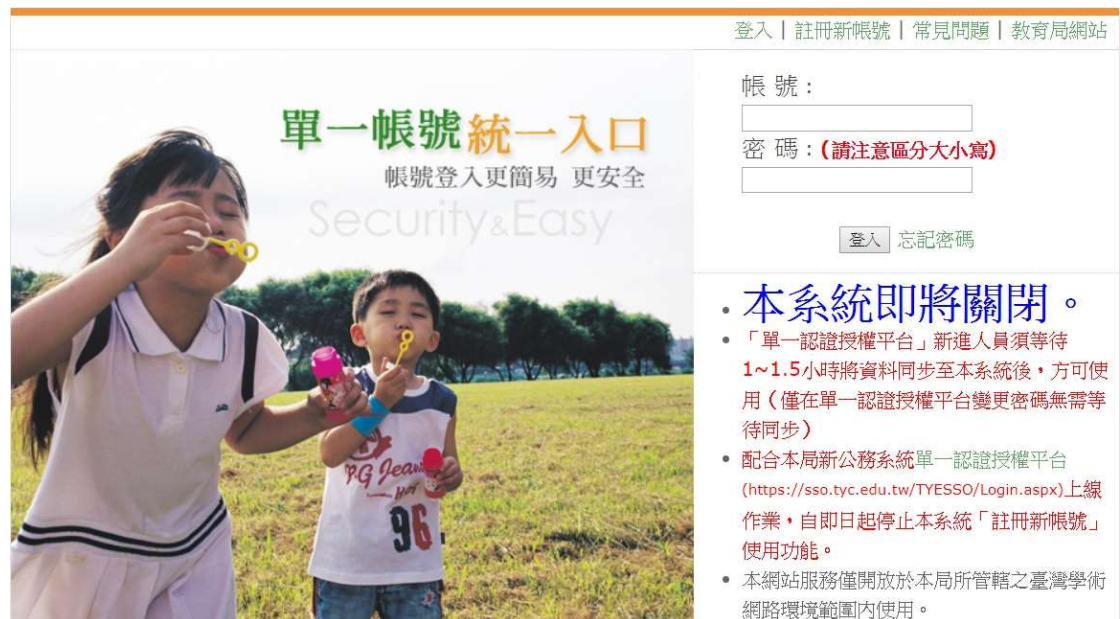 登入 | 註冊新帳號 | 常見問題 | 教育局網站
單一帳號統一入口
帳號登入更簡易 更安全
Security&Easy
P.G Jeans
96
帳 號：
密 碼：(請注意區分大小寫)
登入 忘記密碼
本系統即將關閉。
「單一認證授權平台」新進人員須等待
1~1.5小時將資料同步至本系統後，方可使
用（僅在單一認證授權平台變更密碼無需等
待同步）
配合本局新公務系統單一認證授權平台
(https://sso.tyc.edu.tw/TYESSO/Login.aspx)上線
作業，自即日起停止本系統「註冊新帳號」
使用功能。
本網站服務僅開放於本局所管轄之臺灣學術
網路環境範圍內使用。